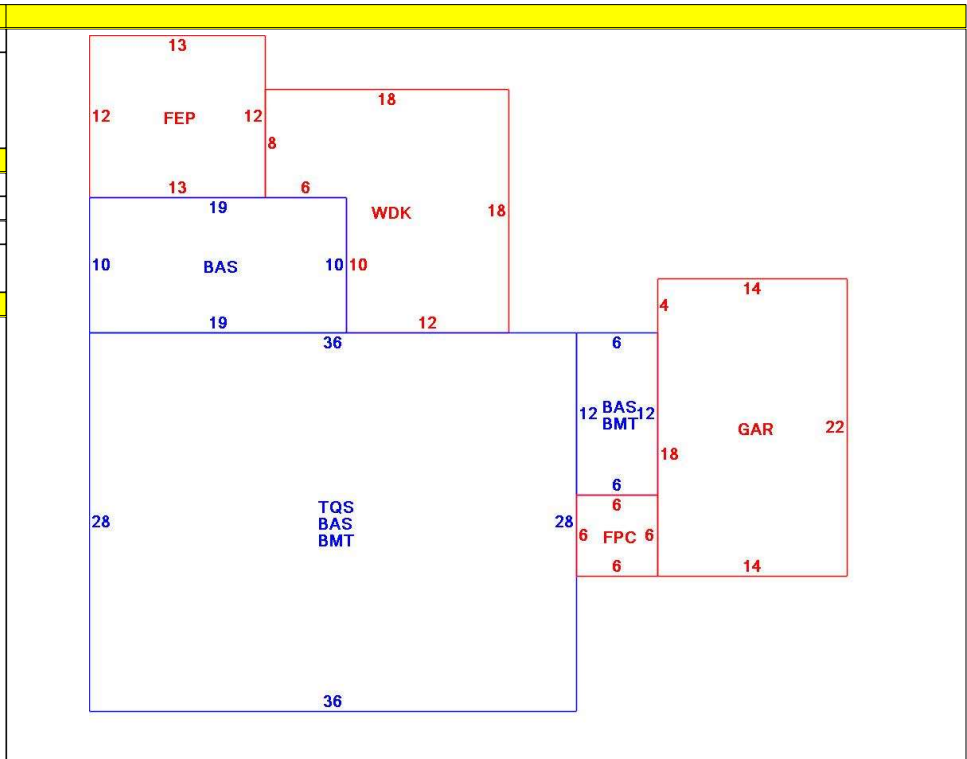 13
18
12 FEP 12
8
13 6
19
WDK 18
10 BAS 10 10
14
4
19 12
36 6
12 BAS 12
BMT
GAR 22
18
6
6
TQS
28 BAS 28
BMT
6 FPC 6
6 14
36